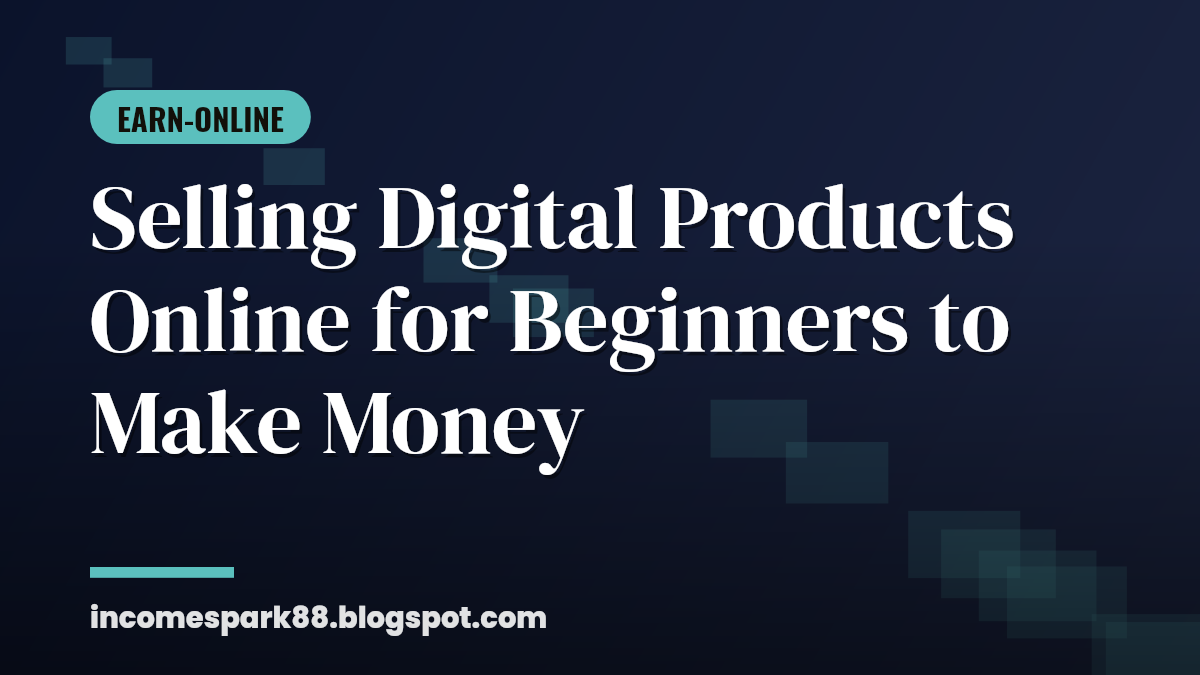 EARN-ONLINE
Selling Digital Products
Online for Beginners to
Make Money
incomespark88.blogspot.com